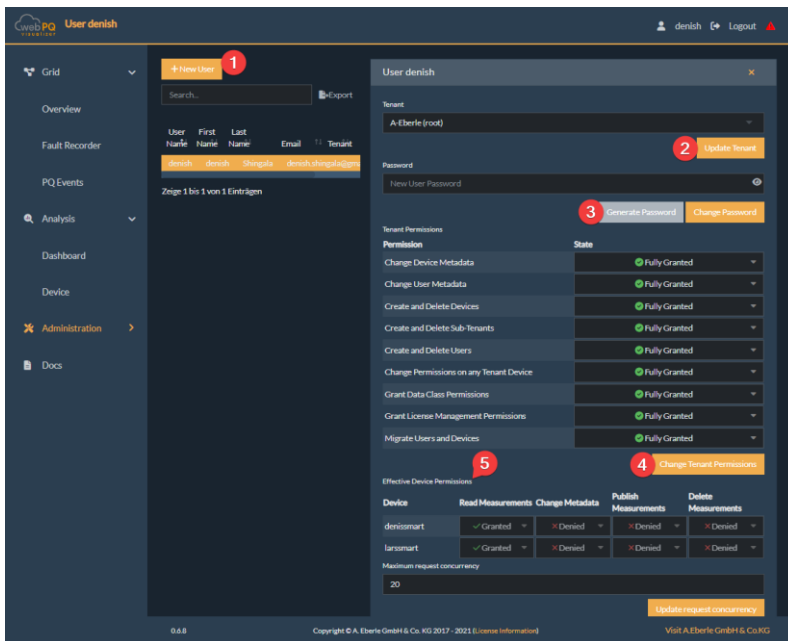 webPQ
VISUALIZER
User denish
denish
Logout
Grid
Overview
Fault Recorder
PQ Events
Analysis
Dashboard
Device
Administration
Docs
+ New User
1
Search..
Export
User Name
First Name
Last Name
Email
Tenant
denish denish Shingala denish.shingala@gma
Zeige 1 bis 1 von 1 Einträgen
User denish
×
Tenant
A-Eberle (root)
2
Update Tenant
Password
New User Password
3
Generate Password
Change Password
Tenant Permissions
Permission State
Change Device Metadata Fully Granted
Change User Metadata Fully Granted
Create and Delete Devices Fully Granted
Create and Delete Sub-Tenants Fully Granted
Create and Delete Users Fully Granted
Change Permissions on any Tenant Device Fully Granted
Grant Data Class Permissions Fully Granted
Grant License Management Permissions Fully Granted
Migrate Users and Devices Fully Granted
5
4
Change Tenant Permissions
Effective Device Permissions
Device Read Measurements Change Metadata Publish Measurements Delete Measurements
denissmart Granted Denied Denied Denied
larssmart Granted Denied Denied Denied
Maximum request concurrency
20
Update request concurrency
0.6.8
Copyright © A. Eberle GmbH & Co. KG 2017 - 2021 (License Information)
Visit A.Eberle GmbH & Co.KG